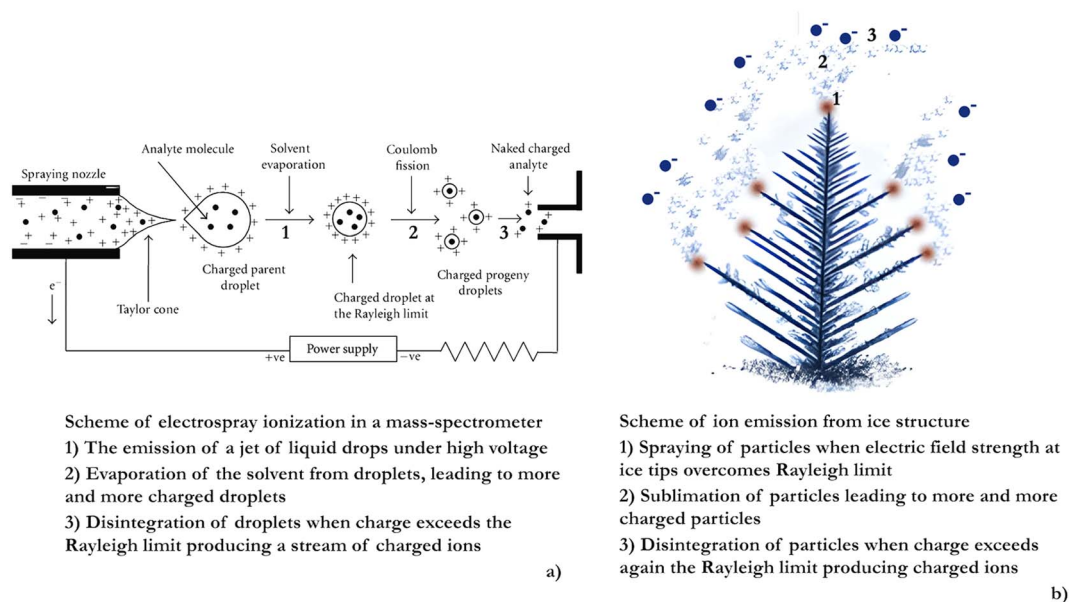 Analyte molecule
Solvent
evaporation
Coulomb
fission
Naked charged
analyte
Spraying nozzle
1
2
3
Charged parent
droplet
Charged progeny
droplets
e⁻
Taylor cone
Charged droplet at
the Rayleigh limit
+ve
Power supply
−ve
Scheme of electrospray ionization in a mass-spectrometer
1) The emission of a jet of liquid drops under high voltage
2) Evaporation of the solvent from droplets, leading to more
and more charged droplets
3) Disintegration of droplets when charge exceeds the
Rayleigh limit producing a stream of charged ions
a)
3
2
1
Scheme of ion emission from ice structure
1) Spraying of particles when electric field strength at
ice tips overcomes Rayleigh limit
2) Sublimation of particles leading to more and more
charged particles
3) Disintegration of particles when charge exceeds
again the Rayleigh limit producing charged ions
b)